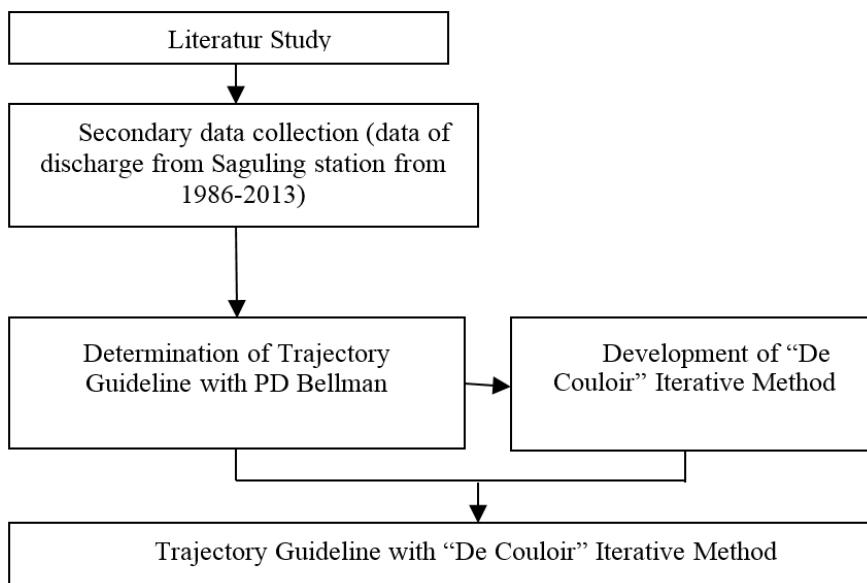 Literatur Study
Secondary data collection (data of
discharge from Saguling station from
1986-2013)
Determination of Trajectory
Guideline with PD Bellman
Development of “De
Couloir” Iterative Method
Trajectory Guideline with “De Couloir” Iterative Method